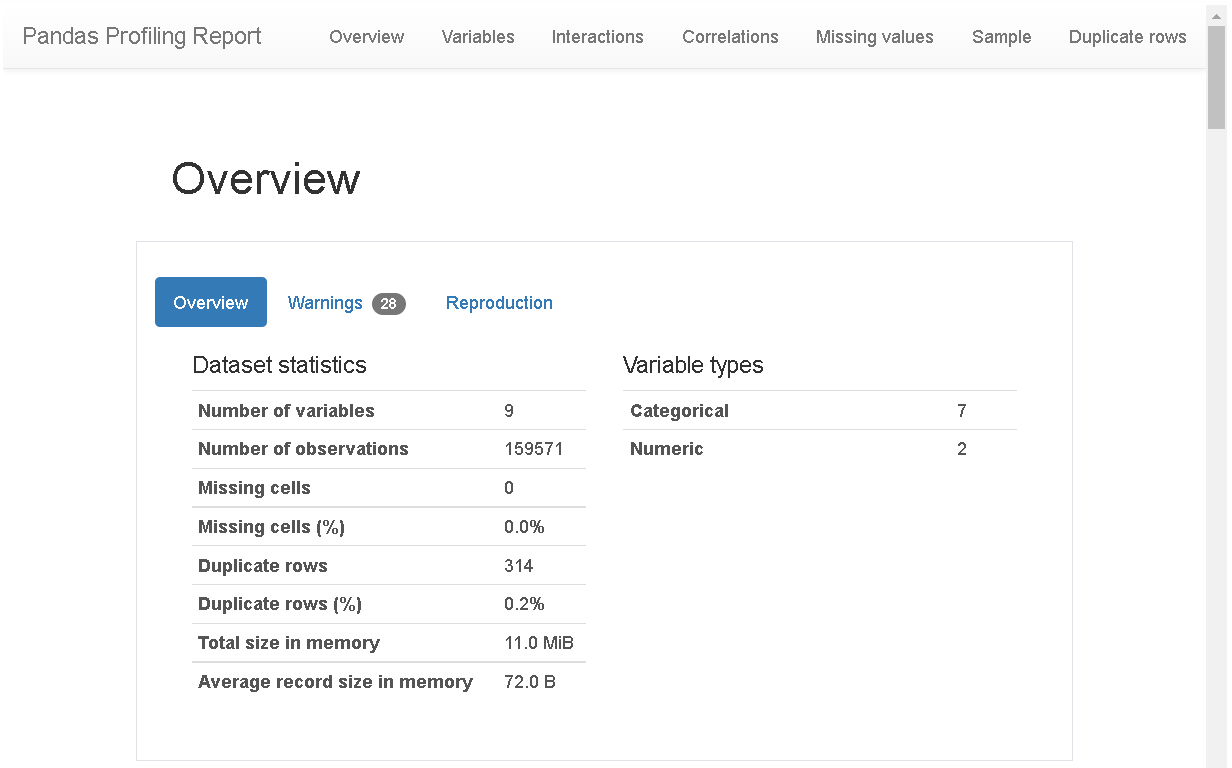 Pandas Profiling Report Overview Variables Interactions Correlations Missing values Sample Duplicate rows
Overview
Overview Warnings 28 Reproduction
Dataset statistics
Number of variables 9
Number of observations 159571
Missing cells 0
Missing cells (%) 0.0%
Duplicate rows 314
Duplicate rows (%) 0.2%
Total size in memory 11.0 MiB
Average record size in memory 72.0 B
Variable types
Categorical 7
Numeric 2